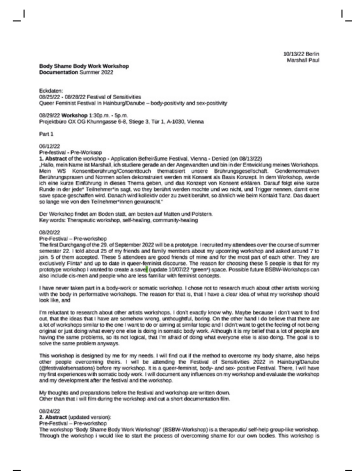 10/13/22 Berlin
Marshall Paul
Body Shame Body Work Workshop
Documentation Summer 2022
Eckdaten:
08/25/22 - 08/28/22 Festival of Sensitivities
Queer Feminist Festival in Hainburg/Danube – body-positivity and sex-positivity
08/29/22 Workshop 1:30p.m. - 5p.m.
Projektbüro OX OG Khunngasse 6-8, Stiege 3, Tür 1, A-1030, Vienna
Part 1
08/12/22
Pre-Festival - Pre-Workshop
1. Abstract of the workshop - Application Festival, Vienna - Denied (on 08/13/22)
„Hallo, mein Name ist Marshall, ich studiere gerade an der Angewandten und bin in der Entwicklung meines Workshops.
Mein WS Konsentberührung/Consenttouch thematisiert unsere Brührungsgesellschaft. Gendernormativen
Berührungsnormen und Normen sollen dekonstruiert werden mit Konsent als Basis Konzept. In dem Workshop, werde
ich eine kurze Einführung in dieses Thema geben, und das Konzept von Konsent erklären. Darauf folgt eine kurze
Runde in der jede* Teilnehmer*in sagt, wo they berührt werden möchte und wo nicht, und Trigger nennen, damit eine
save space geschaffen wird. Danach wird kollektiv oder zu zweit berührt, so ähnlich wie beim Kontakt Tanz. Das dauert
so lange wie von den Teilnehmer*innen gewünscht."
Der Workshop findet am Boden statt, am besten auf Matten und Polstern.
Key words: Therapy workshop, self-healing, community-healing
08/20/22
Pre-Festival – Pre-workshop
The first Durchgang of the 29. of September 2022 will be a prototype. I recruited my attendees over the course of summer
semester 22. I told about 25 of my friends and family members about my upcoming workshop and asked around 7 to
join. 5 of them accepted. These 5 attendees are good friends of mine and for the most part of each other. They are
exclusively Flinta* and up to date in queer-feminist discourse. The reason for choosing these 5 people is that for my
prototype workshop I wanted to create a save (update 10/07/22 *green*) space. Possible future BSBW-Workshops can
also include cis-men and people who are less familiar with feminist concepts.
I have never taken part in a body-work or somatic workshop. I chose not to research much about other artists working
with the body in performative workshops. The reason for that is, that I have a clear idea of what my workshop should
look like, and
I'm reluctant to research about other artists workshops. I don't exactly know why. Maybe because I don't want to find
out, that the ideas that I have are somehow wrong, unthoughtful, boring. On the other hand I do believe that there are
a lot of workshops similar to the one I want to do or aiming at similar topic and I didn't want to get the feeling of not being
original or just doing what every one else is doing in somatic body work. Although it is my belief that a lot of people are
having the same problems, so its not logical, that I'm afraid of doing what everyone else is also doing. The goal is to
solve the same problem anyways.
This workshop is designed by me for my needs. I will find out if the method to overcome my body shame, also helps
other people overcoming theirs. I will be attending the Festival of Sensitivities 2022 in Hainburg/Danube
(@festivalofsensations) before my workshop. It is a queer-feminist, body- and sex- positive Festival. There, I will have
my first experiences with somatic body work. I will document any influences on my workshop and evaluate the workshop
and my development after the festival and the workshop.
My thoughts and preparations before the festival and workshop are written down.
Other than that I will film during the workshop and cut a short documentation film.
08/24/22
2. Abstract (updated version):
Pre-Festival – Pre-Workshop
The workshop "Body Shame Body Work Workshop" (BSBW-Workshop) is a therapeutic/ self-help group-like workshop.
Through the workshop I would like to start the process of overcoming shame for our own bodies. This workshop is